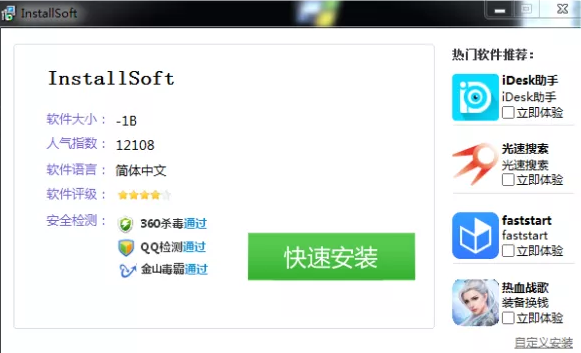 InstallSoft
InstallSoft
软件大小： -1B
人气指数： 12108
软件语言： 简体中文
软件评级：
安全检测： 360杀毒通过
QQ检测通过
金山毒霸通过
快速安装
热门软件推荐：
iDesk助手
iDesk助手
立即体验
光速搜索
光速搜索
立即体验
faststart
faststart
立即体验
热血战歌
装备换钱
立即体验
自定义安装